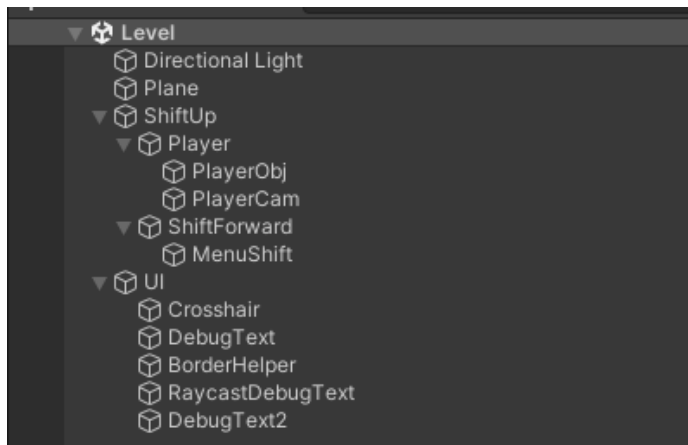 Level
Directional Light
Plane
ShiftUp
Player
PlayerObj
PlayerCam
ShiftForward
MenuShift
UI
Crosshair
DebugText
BorderHelper
RaycastDebugText
DebugText2